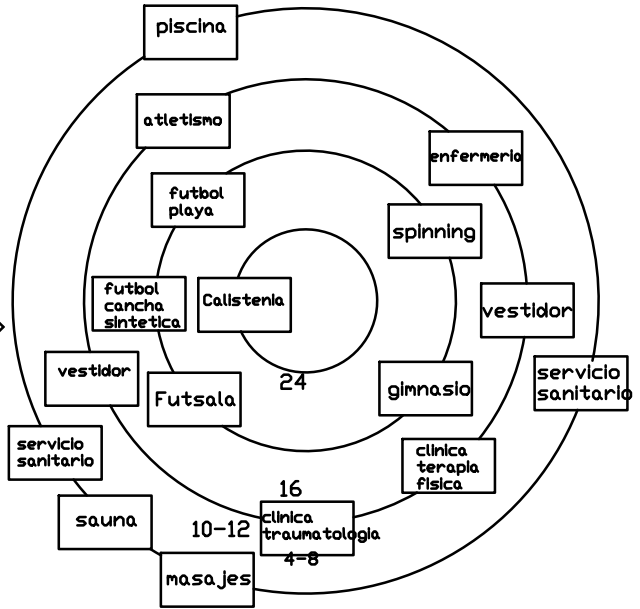 piscina
atletismo
enfermeria
futbol
playa
spinning
futbol
cancha
sintetica
Calistenia
vestidor
vestidor
servicio
sanitario
24
gimnasio
Futsala
servicio
sanitario
clinica
terapia
fisica
16
sauna
10-12
clinica
traumatologia
4-8
masajes